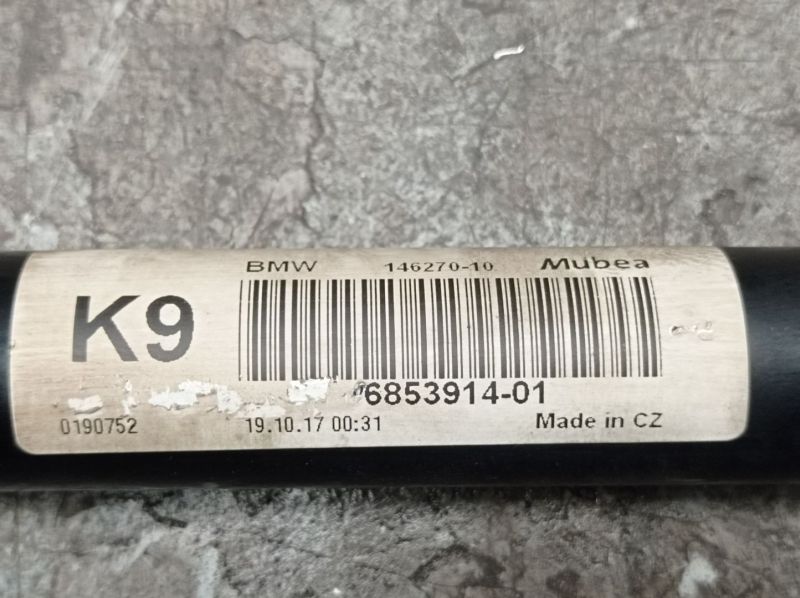 BMW 146270-10 Mubea
K9
6853914-01
0190752 19.10.17 00:31 Made in CZ